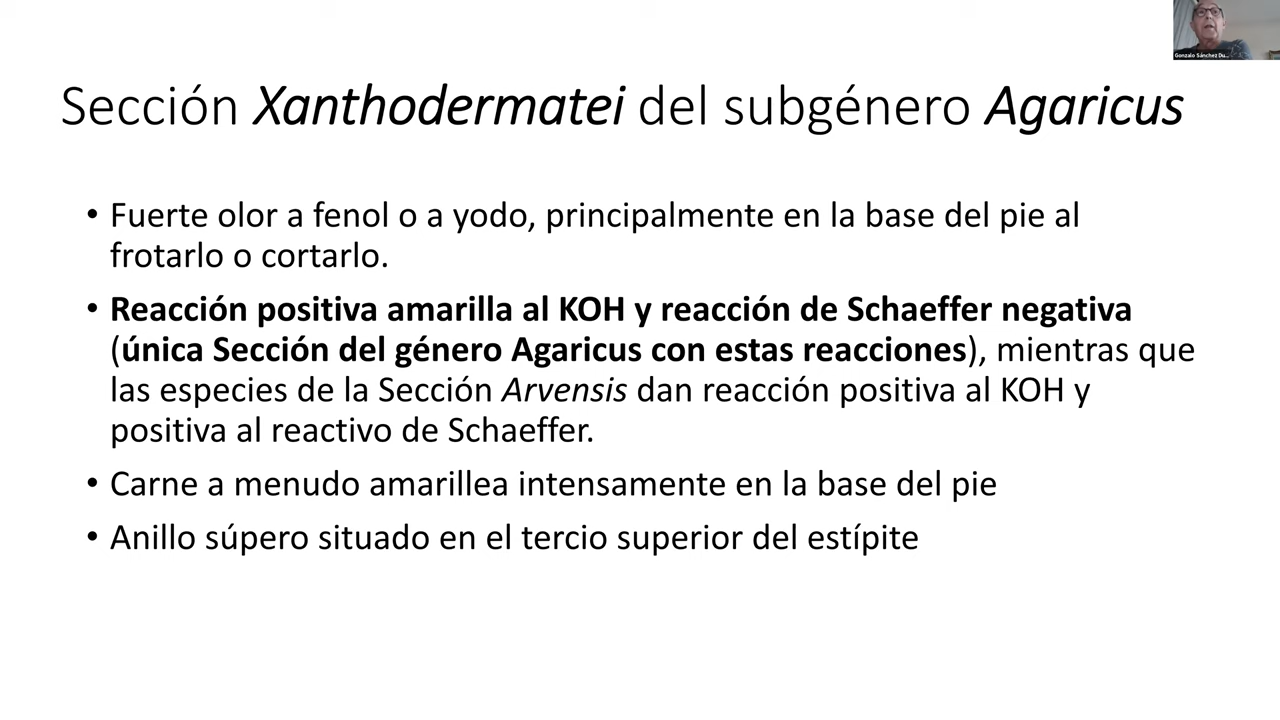 Gonzalo Sánchez Du...
Sección Xanthodermatei del subgénero Agaricus
• Fuerte olor a fenol o a yodo, principalmente en la base del pie al
frotarlo o cortarlo.
• Reacción positiva amarilla al KOH y reacción de Schaeffer negativa
(única Sección del género Agaricus con estas reacciones), mientras que
las especies de la Sección Arvensis dan reacción positiva al KOH y
positiva al reactivo de Schaeffer.
• Carne a menudo amarillea intensamente en la base del pie
• Anillo súpero situado en el tercio superior del estípite